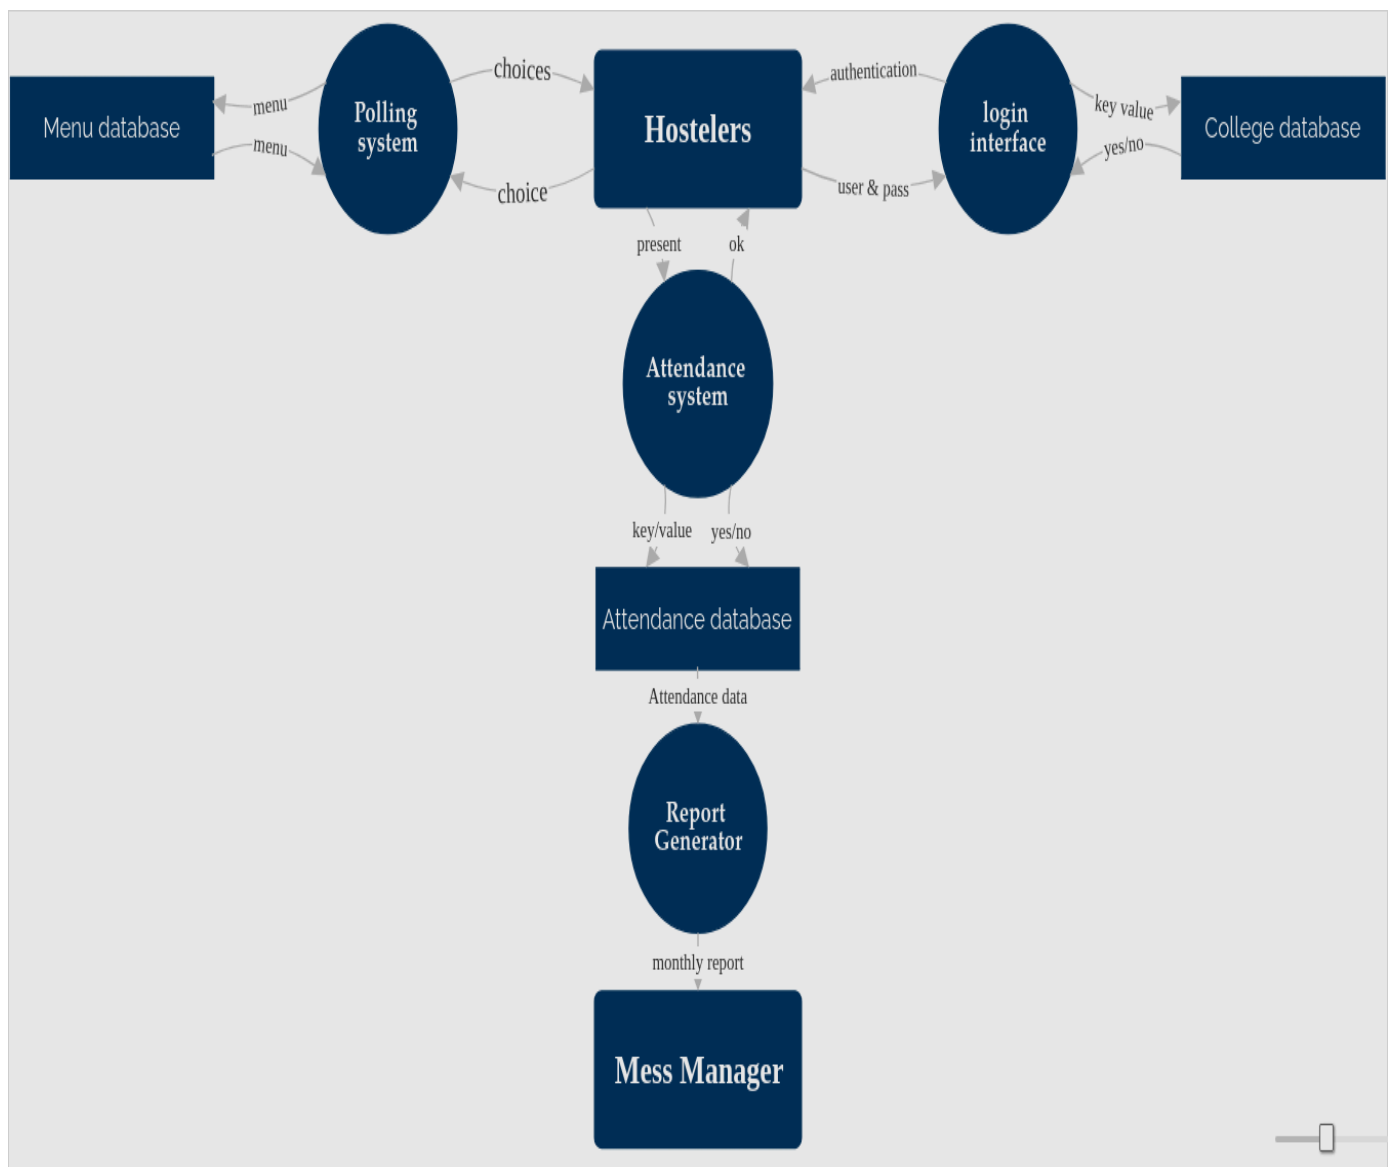 Menu database
menu
menu
Polling
system
choices
choice
Hostelers
authentication
user & pass
login
interface
key value
yes/no
College database
present
ok
Attendance
system
key/value
yes/no
Attendance database
Attendance data
Report
Generator
monthly report
Mess Manager